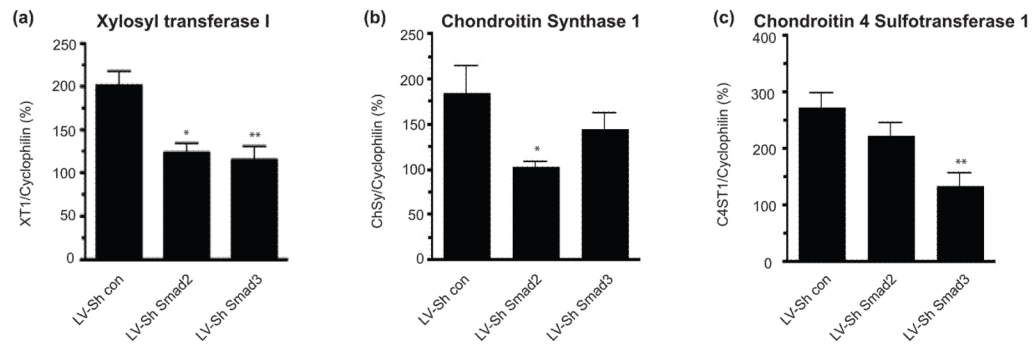 (a) Xylosyl transferase I
XT1/Cyclophilin (%)
250
200
150
100
50
0
*
**
LV-Sh con
LV-Sh Smad2
LV-Sh Smad3
(b) Chondroitin Synthase 1
ChSy/Cyclophilin (%)
250
200
150
100
50
0
*
LV-Sh con
LV-Sh Smad2
LV-Sh Smad3
(c) Chondroitin 4 Sulfotransferase 1
C4ST1/Cyclophilin (%)
400
300
200
100
0
**
LV-Sh con
LV-Sh Smad2
LV-Sh Smad3